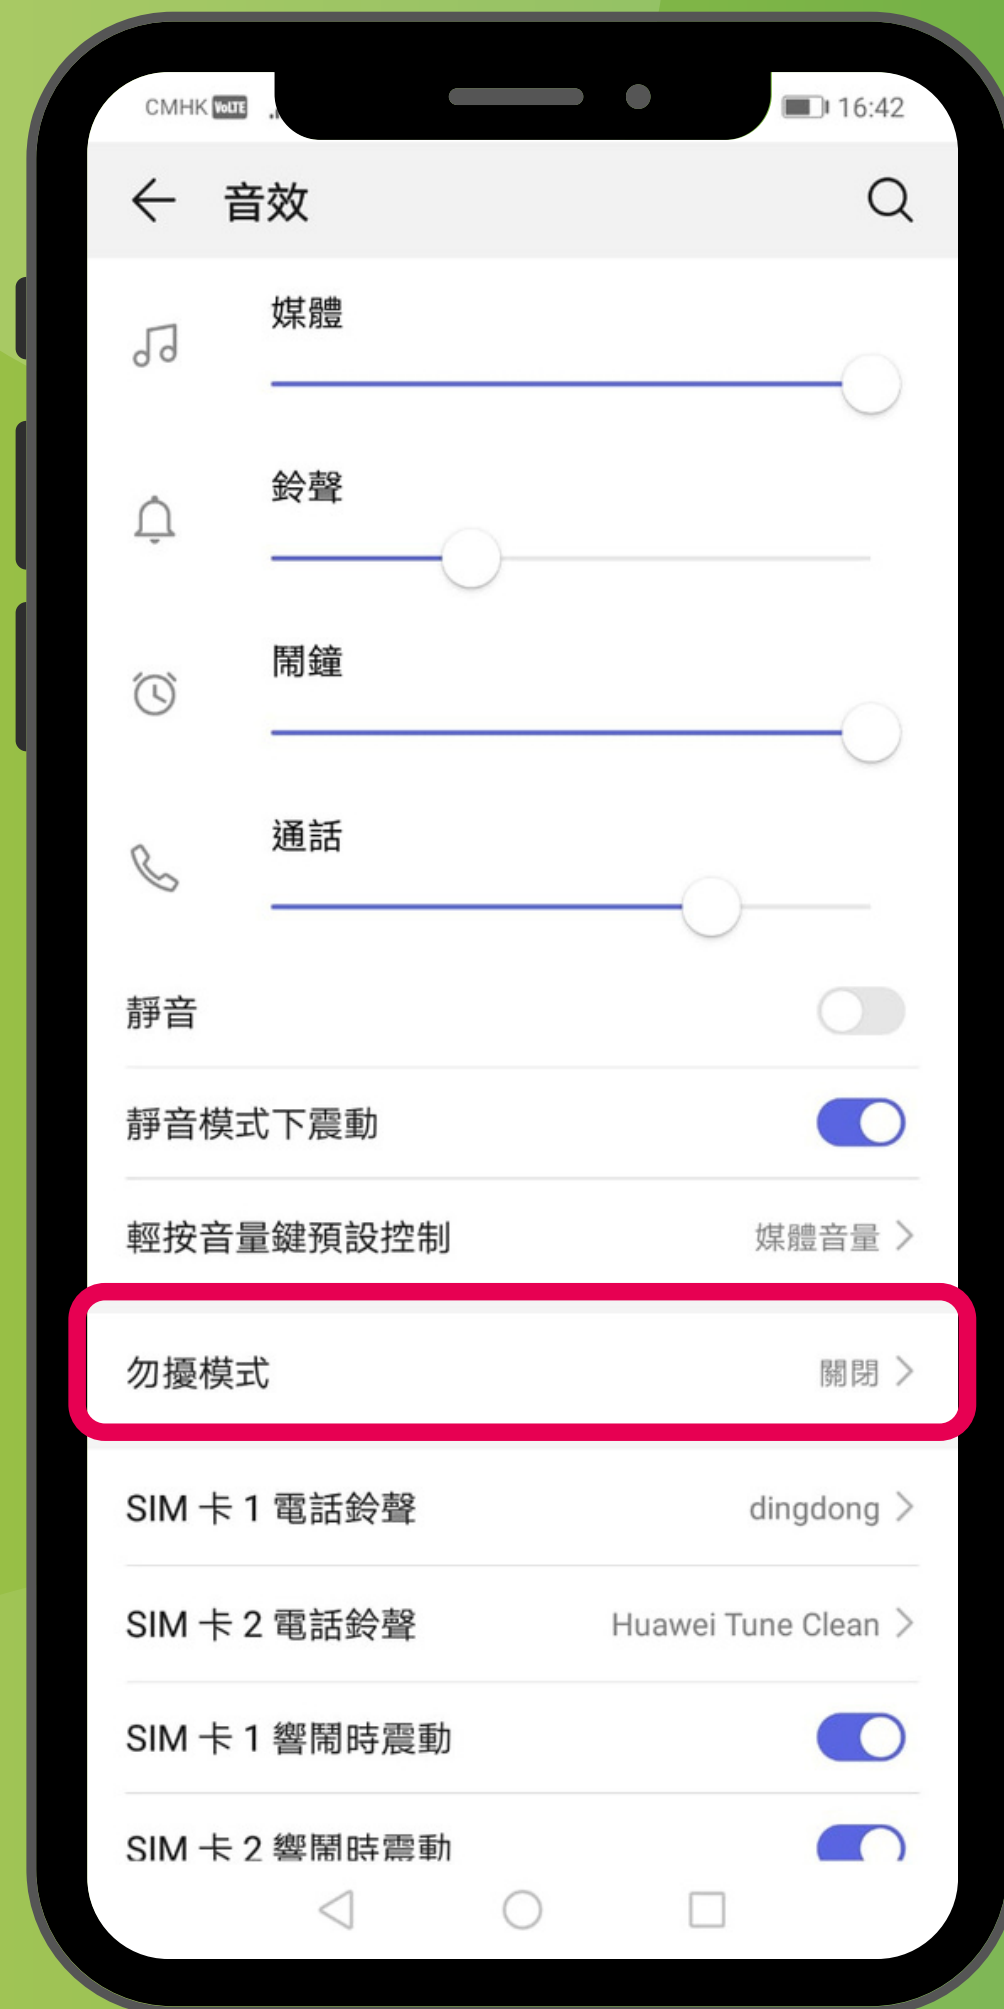 CMHK VoLTE 16:42
音效
媒體
鈴聲
鬧鐘
通話
靜音
靜音模式下震動
輕按音量鍵預設控制 媒體音量
勿擾模式 關閉
SIM 卡 1 電話鈴聲 dingdong
SIM 卡 2 電話鈴聲 Huawei Tune Clean
SIM 卡 1 響鬧時震動
SIM 卡 2 響鬧時震動